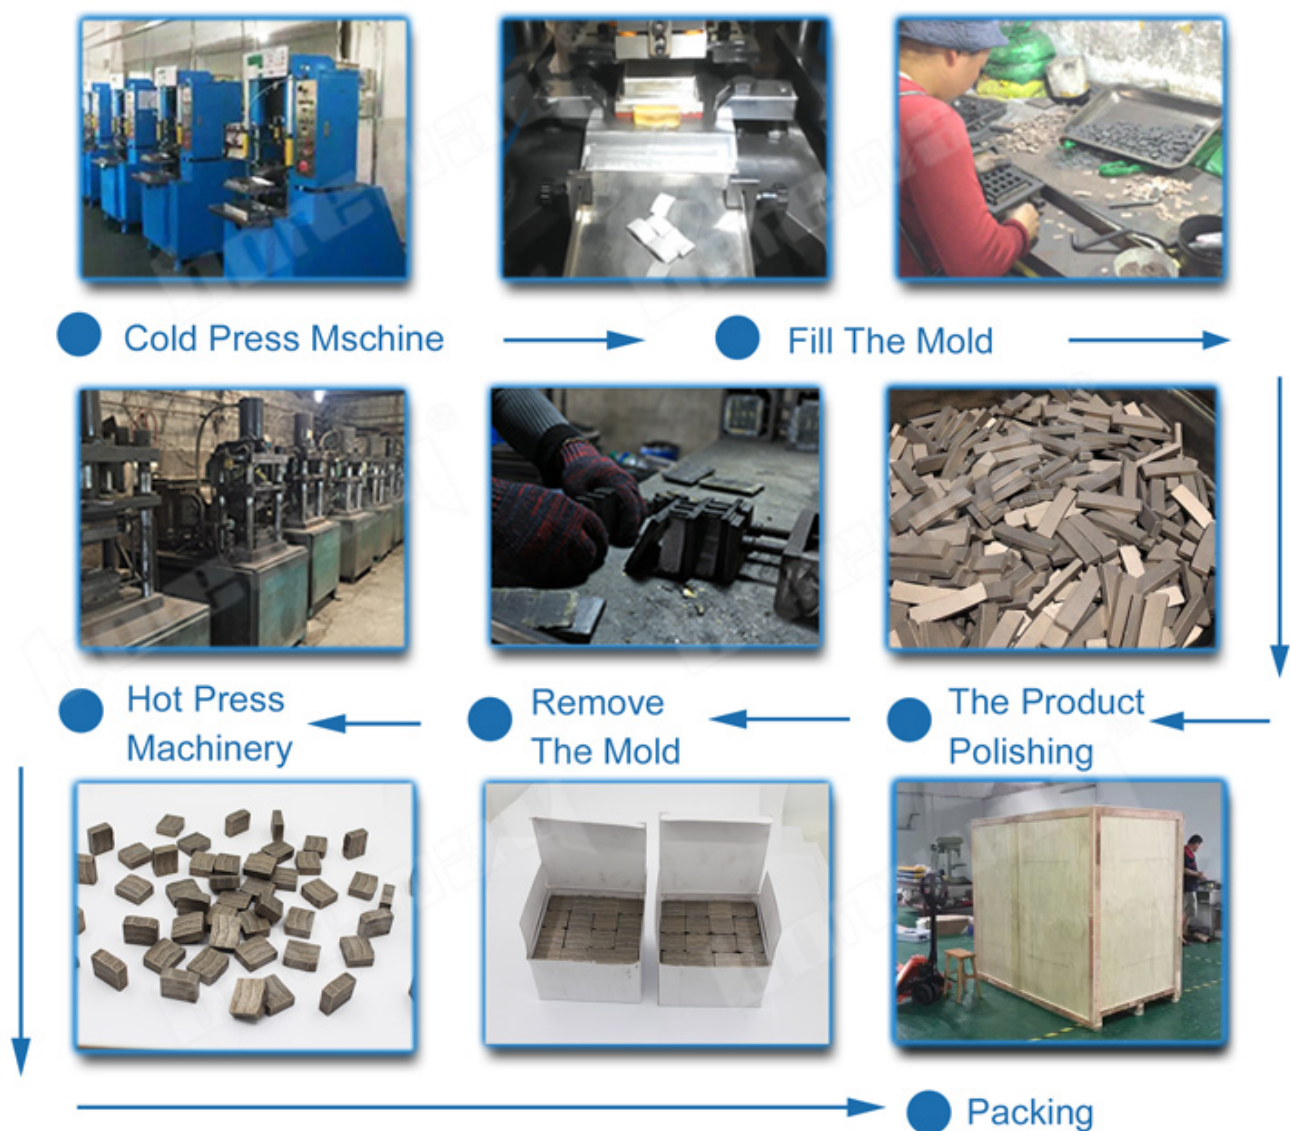 Cold Press Mschine
Fill The Mold
Hot Press
Machinery
Remove
The Mold
The Product
Polishing
Packing